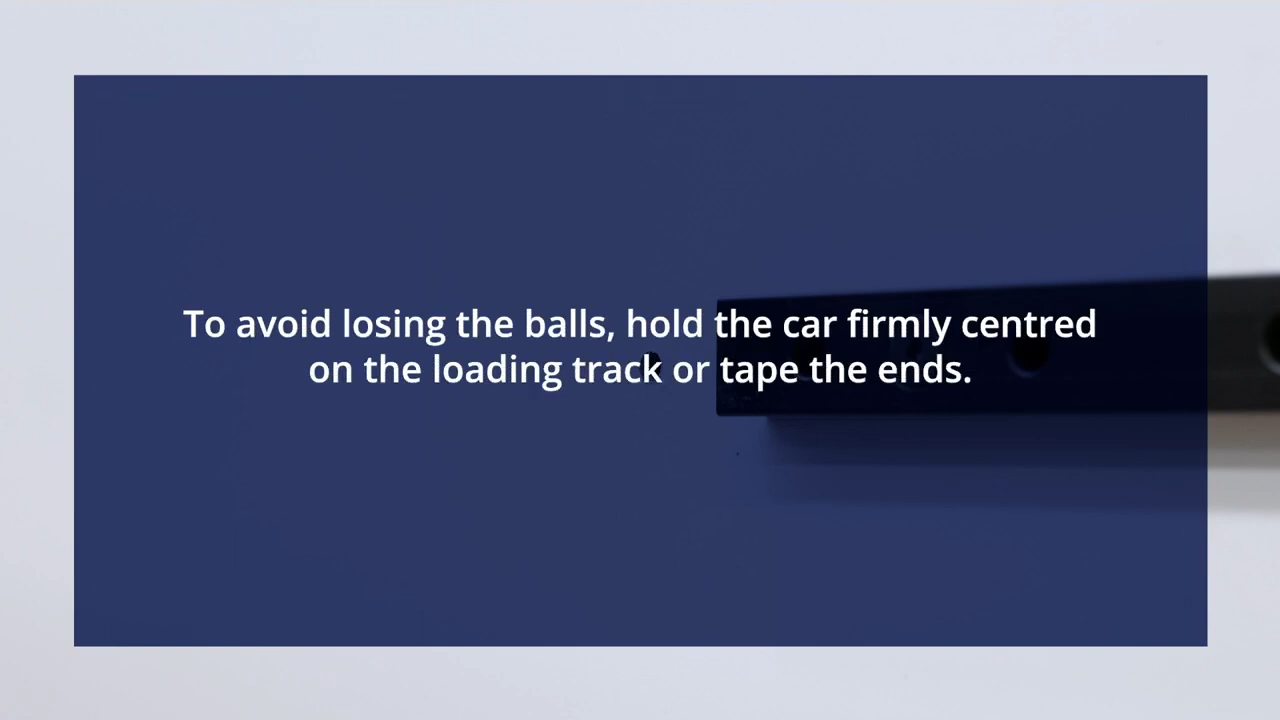 To avoid losing the balls, hold the car firmly centred
on the loading track or tape the ends.